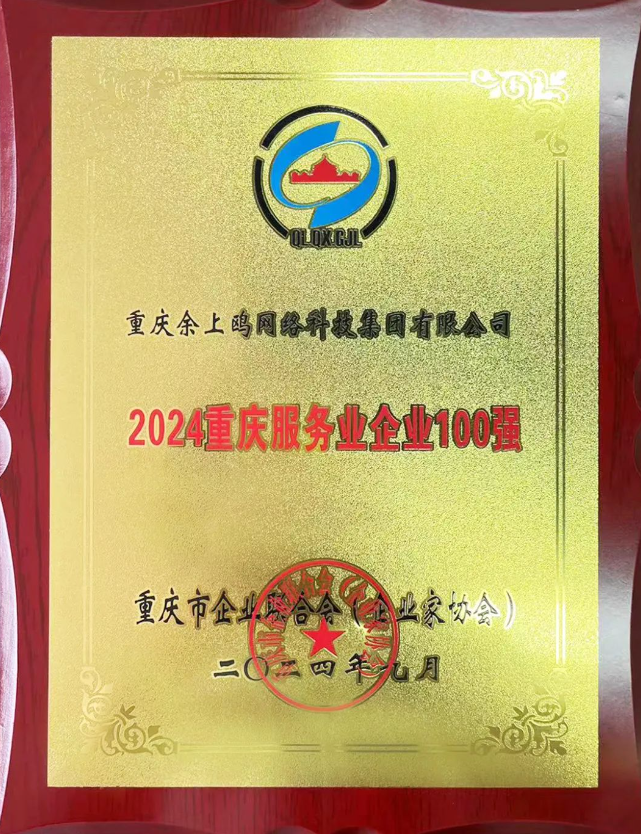 QLQX.GJL
重庆余上鸥网络科技集团有限公司
2024重庆服务业企业100强
重庆市企业联合会（企业家协会）
二〇二四年九月